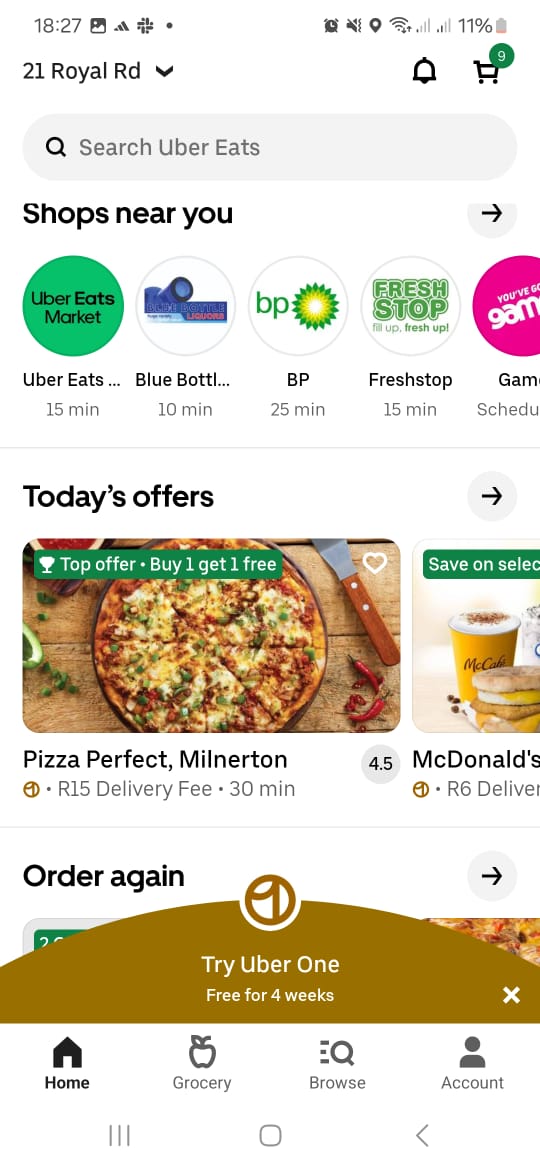 18:27
11%
21 Royal Rd
9
Search Uber Eats
Shops near you
Uber Eats
Market
BLUE BOTTLE
LIQUORS
bp
FRESH
STOP
fill up, fresh up!
YOU'VE GO
gam
Uber Eats ...
Blue Bottl...
BP
Freshstop
Gam
15 min
10 min
25 min
15 min
Schedu
Today's offers
Top offer • Buy 1 get 1 free
Save on selec
McCafé
Pizza Perfect, Milnerton
4.5
McDonald's
• R15 Delivery Fee • 30 min
• R6 Deliver
Order again
Try Uber One
Free for 4 weeks
Home
Grocery
Browse
Account